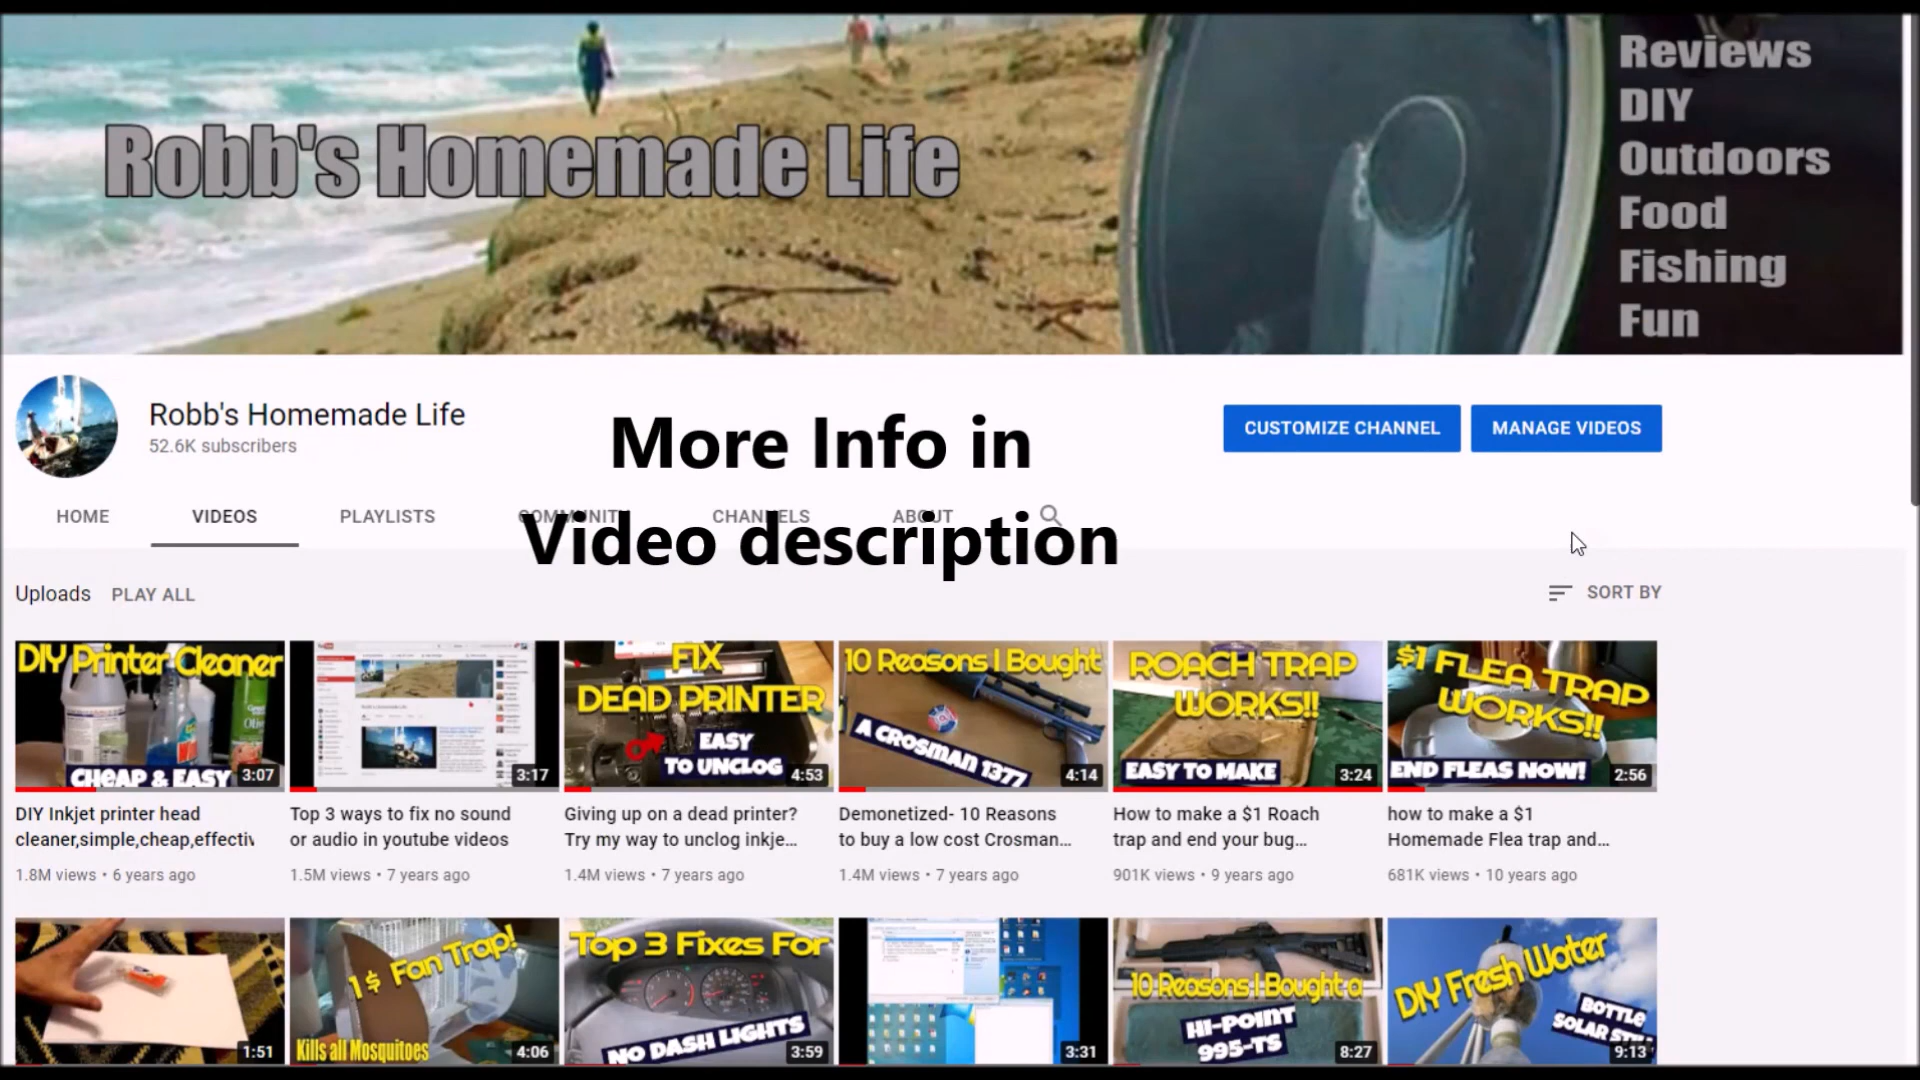 Reviews
DIY
Outdoors
Food
Fishing
Fun
Robb's Homemade Life
Robb's Homemade Life
52.6K subscribers
More Info in
Video description
CUSTOMIZE CHANNEL
MANAGE VIDEOS
HOME
VIDEOS
PLAYLISTS
COMMUNITY
CHANNELS
ABOUT
Uploads
PLAY ALL
SORT BY
DIY Printer Cleaner
CHEAP & EASY
3:07
3:17
FIX
DEAD PRINTER
EASY
TO UNCLOG
4:53
10 Reasons I Bought
A CROSMAN 1377
4:14
ROACH TRAP
WORKS!!
EASY TO MAKE
3:24
$1 FLEA TRAP
WORKS!!
END FLEAS NOW!
2:56
DIY Inkjet printer head
cleaner,simple,cheap,effectiv
1.8M views • 6 years ago
Top 3 ways to fix no sound
or audio in youtube videos
1.5M views • 7 years ago
Giving up on a dead printer?
Try my way to unclog inkje...
1.4M views • 7 years ago
Demonetized- 10 Reasons
to buy a low cost Crosman...
1.4M views • 7 years ago
How to make a $1 Roach
trap and end your bug...
901K views • 9 years ago
how to make a $1
Homemade Flea trap and...
681K views • 10 years ago
1:51
1$ Fan Trap!
Kills all Mosquitoes
4:06
Top 3 Fixes For
NO DASH LIGHTS
3:59
3:31
10 Reasons I Bought a
HI-POINT
995-TS
8:27
DIY Fresh Water
BOTTLE
SOLAR
9:13